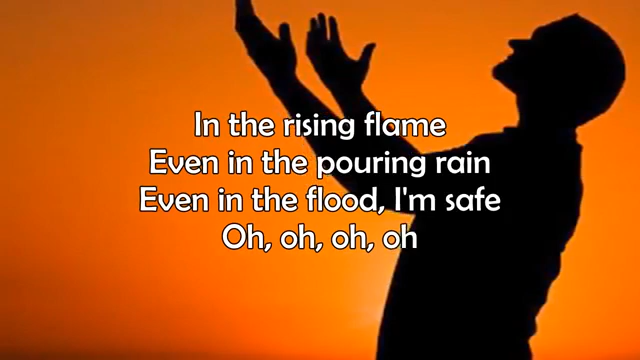 In the rising flame
Even in the pouring rain
Even in the flood, I'm safe
Oh, oh, oh, oh